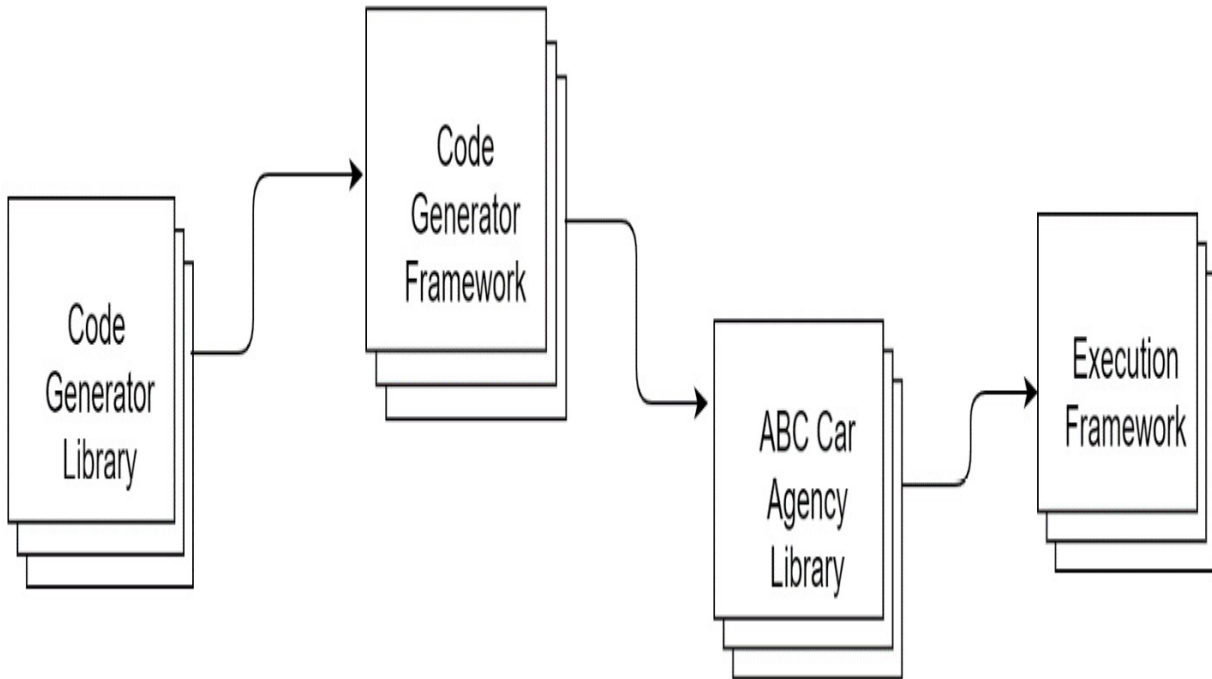 Code
Generator
Library
Code
Generator
Framework
ABC Car
Agency
Library
Execution
Framework